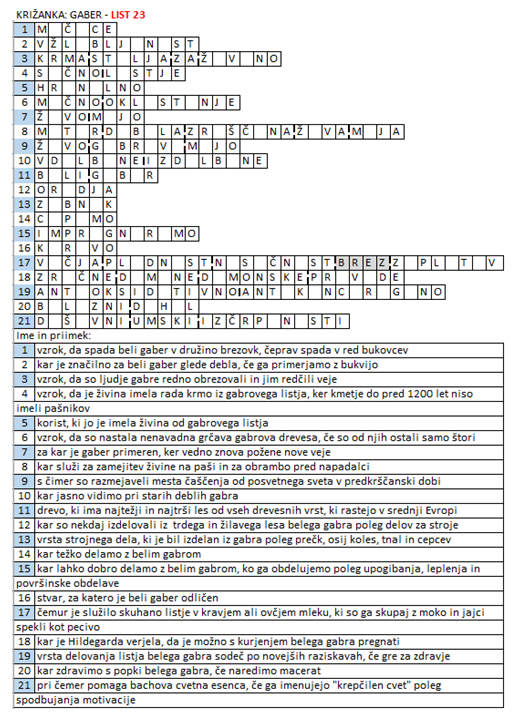 KRIŽANKA: GABER - LIST 23
1 M Č C E
2 V Ž L B L J N S T
3 K R M A S T L J A Z A Ž V N O
4 S Č N O L S T J E
5 H R N L N O
6 M Č N O O K L S T N J E
7 Ž V O M J O
8 M T R D B L A Z R Š Č N A Ž V A M J A
9 Ž V O G B R V M J O
10 V D L B N E I Z D L B N E
11 B L I G B R
12 O R D J A
13 Z B N K
14 C P M O
15 I M P R G N R M O
16 K R V O
17 V Č J A P L D N S T N S Č N S T B R E Z Z P L T V
18 Z R Č N E D M N E D M O N S K E P R V D E
19 A N T O K S I D T I V N O A N T K N C R G N O
20 B L Z N I D H L
21 D Š V N I U M S K I I Z Č R P N S T I
Ime in priimek:
1 vzrok, da spada beli gaber v družino brezovk, čeprav spada v red bukovcev
2 kar je značilno za beli gaber glede debla, če ga primerjamo z bukvijo
3 vzrok, da so ljudje gabre redno obrezovali in jim redčili veje
4 vzrok, da je živina imela rada krmo iz gabrovega listja, ker kmetje do pred 1200 let niso
imeli pašnikov
5 korist, ki jo je imela živina od gabrovega listja
6 vzrok, da so nastala nenavadna grčava gabrova drevesa, če so od njih ostali samo štori
7 za kar je gaber primeren, ker vedno znova požene nove veje
8 kar služi za zamejitev živine na paši in za obrambo pred napadalci
9 s čimer so razmejevali mesta čaščenja od posvetnega sveta v predkrščanski dobi
10 kar jasno vidimo pri starih deblih gabra
11 drevo, ki ima najtežji in najtrši les od vseh drevesnih vrst, ki rastejo v srednji Evropi
12 kar so nekdaj izdelovali iz trdega in žilavega lesa belega gabra poleg delov za stroje
13 vrsta strojnega dela, ki je bil izdelan iz gabra poleg prečk, osij koles, tnal in cepcev
14 kar težko delamo z belim gabrom
15 kar lahko dobro delamo z belim gabrom, ko ga obdelujemo poleg upogibanja, leplenja in
površinske obdelave
16 stvar, za katero je beli gaber odličen
17 čemur je služilo skuhano listje v kravjem ali ovčjem mleku, ki so ga skupaj z moko in jajci
spekli kot pecivo
18 kar je Hildegarda verjela, da je možno s kurjenjem belega gabra pregnati
19 vrsta delovanja listja belega gabra sodeč po novejših raziskavah, če gre za zdravje
20 kar zdravimo s popki belega gabra, če naredimo macerat
21 pri čemer pomaga bachova cvetna esenca, če ga imenujejo "krepčilen cvet" poleg
spodbujanja motivacije